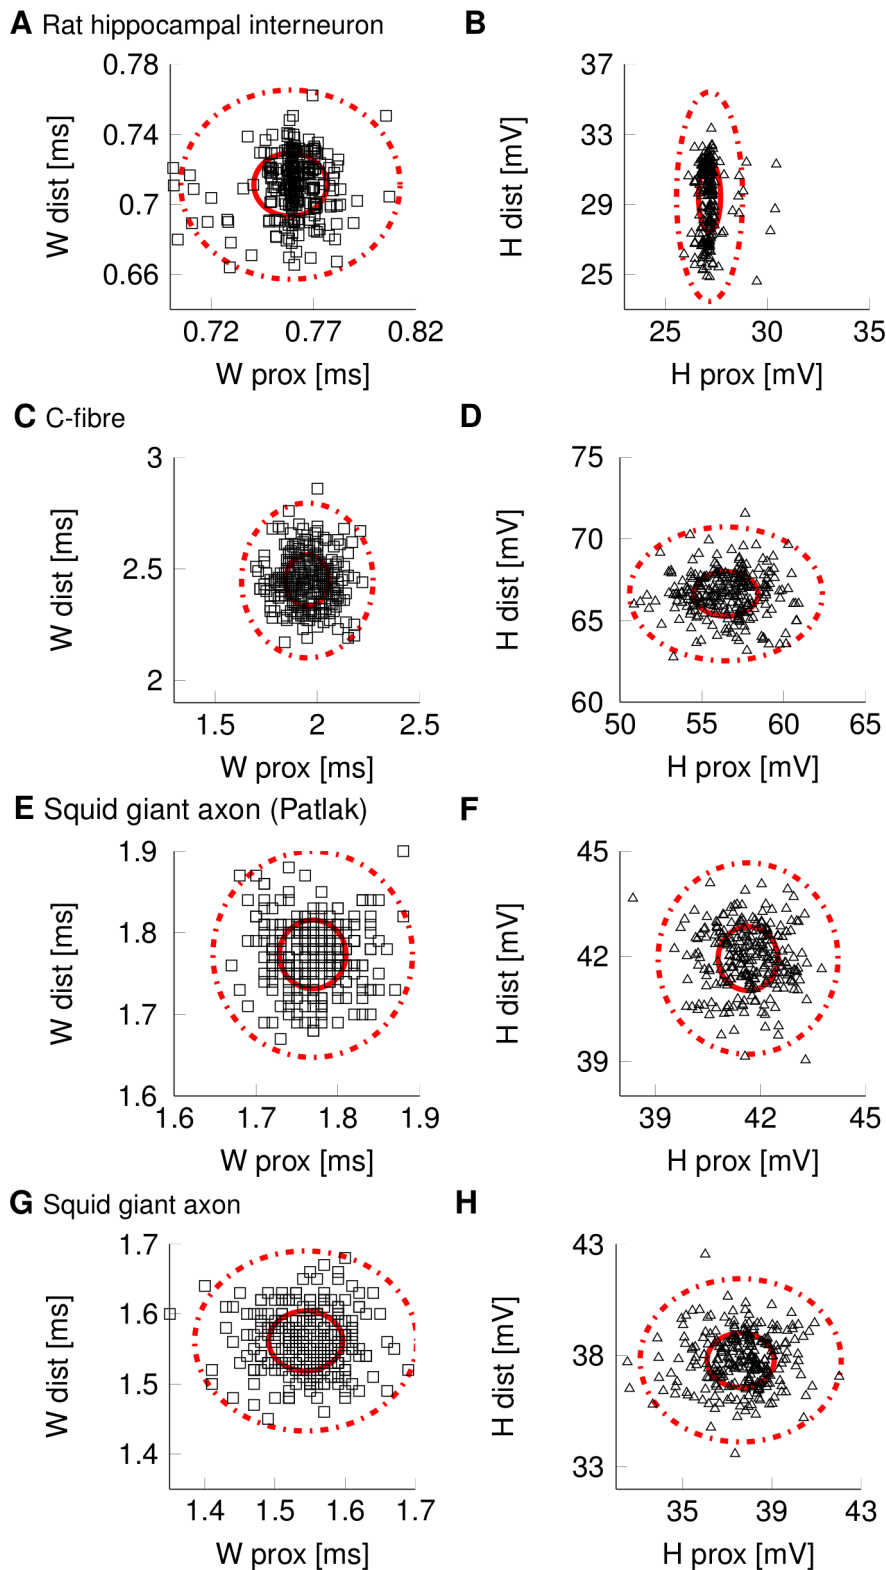 A Rat hippocampal interneuron
0.78
0.74
0.7
0.66
W dist [ms]
0.72 0.77 0.82
W prox [ms]
B
37
33
29
25
H dist [mV]
25 30 35
H prox [mV]
C C-fibre
3
2.5
2
W dist [ms]
1.5 2 2.5
W prox [ms]
D
75
70
65
60
H dist [mV]
50 55 60 65
H prox [mV]
E Squid giant axon (Patlak)
1.9
1.8
1.7
1.6
W dist [ms]
1.6 1.7 1.8 1.9
W prox [ms]
F
45
42
39
H dist [mV]
39 42 45
H prox [mV]
G Squid giant axon
1.7
1.6
1.5
1.4
W dist [ms]
1.4 1.5 1.6 1.7
W prox [ms]
H
43
38
33
H dist [mV]
35 39 43
H prox [mV]